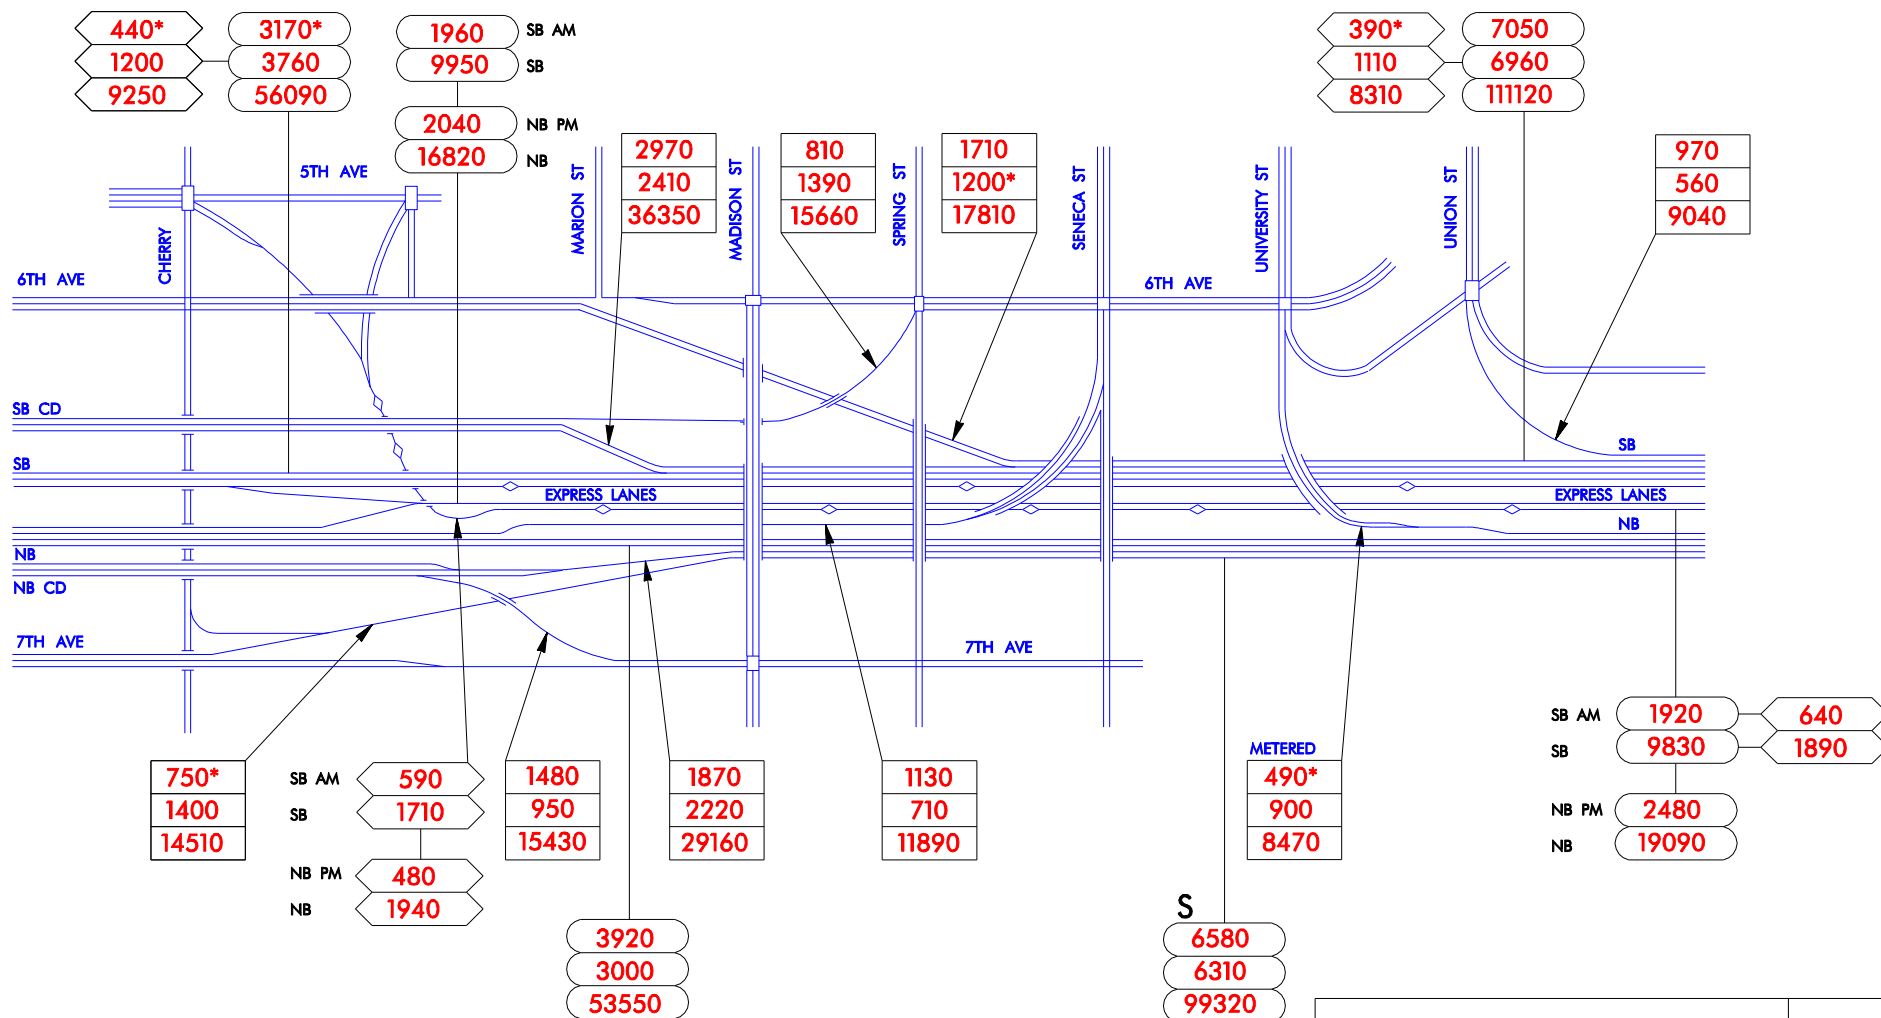 440*
1200
9250
3170*
3760
56090
1960 SB AM
9950 SB
2040 NB PM
16820 NB
390*
1110
8310
7050
6960
111120
2970
2410
36350
810
1390
15660
1710
1200*
17810
970
560
9040
5TH AVE
CHERRY
MARION ST
MADISON ST
SPRING ST
SENECA ST
UNIVERSITY ST
UNION ST
6TH AVE
6TH AVE
SB CD
SB
SB
EXPRESS LANES
EXPRESS LANES
NB
NB
NB CD
7TH AVE
7TH AVE
750*
1400
14510
SB AM 590
SB 1710
NB PM 480
NB 1940
1480
950
15430
1870
2220
29160
1130
710
11890
METERED
490*
900
8470
SB AM 1920 640
SB 9830 1890
NB PM 2480
NB 19090
3920
3000
53550
S
6580
6310
99320